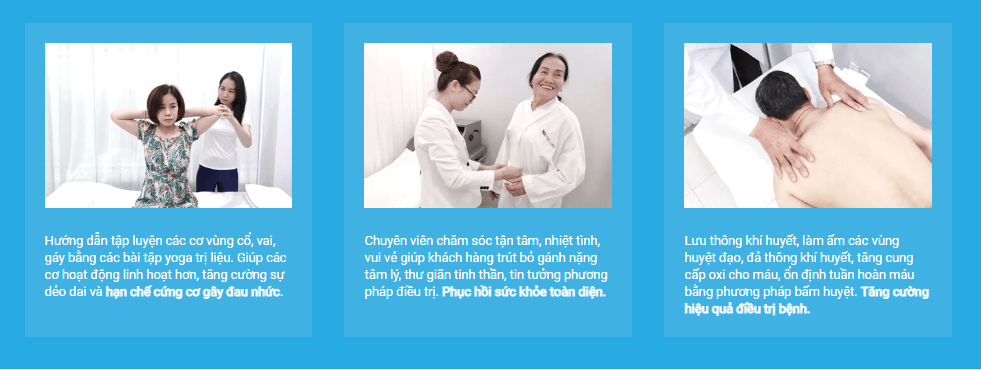 Hướng dẫn tập luyện các cơ vùng cổ, vai,
gáy bằng các bài tập yoga trị liệu. Giúp các
cơ hoạt động linh hoạt hơn, tăng cường sự
dẻo dai và hạn chế cứng cơ gây đau nhức.
Chuyên viên chăm sóc tận tâm, nhiệt tình,
vui vẻ giúp khách hàng trút bỏ gánh nặng
tâm lý, thư giãn tinh thần, tin tưởng phương
pháp điều trị. Phục hồi sức khỏe toàn diện.
Lưu thông khí huyết, làm ấm các vùng
huyệt đạo, đả thông khí huyết, tăng cung
cấp oxi cho máu, ổn định tuần hoàn máu
bằng phương pháp bấm huyệt. Tăng cường
hiệu quả điều trị bệnh.